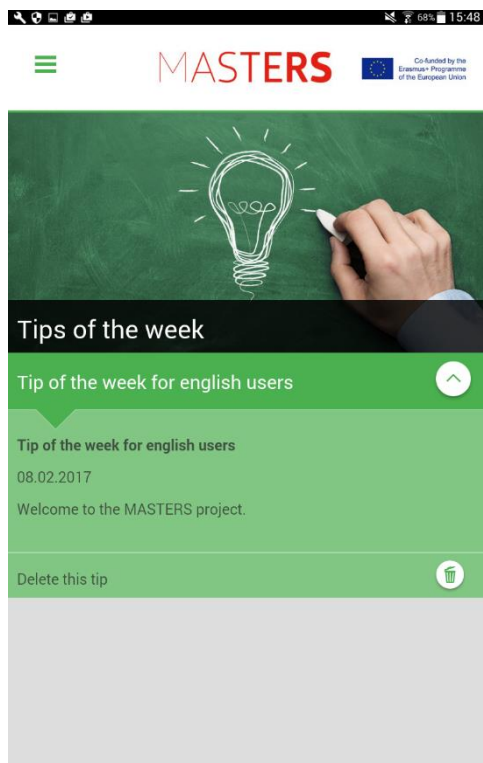 68% 15:48
MASTERS
Co-funded by the
Erasmus+ Programme
of the European Union
Tips of the week
Tip of the week for english users
Tip of the week for english users
08.02.2017
Welcome to the MASTERS project.
Delete this tip